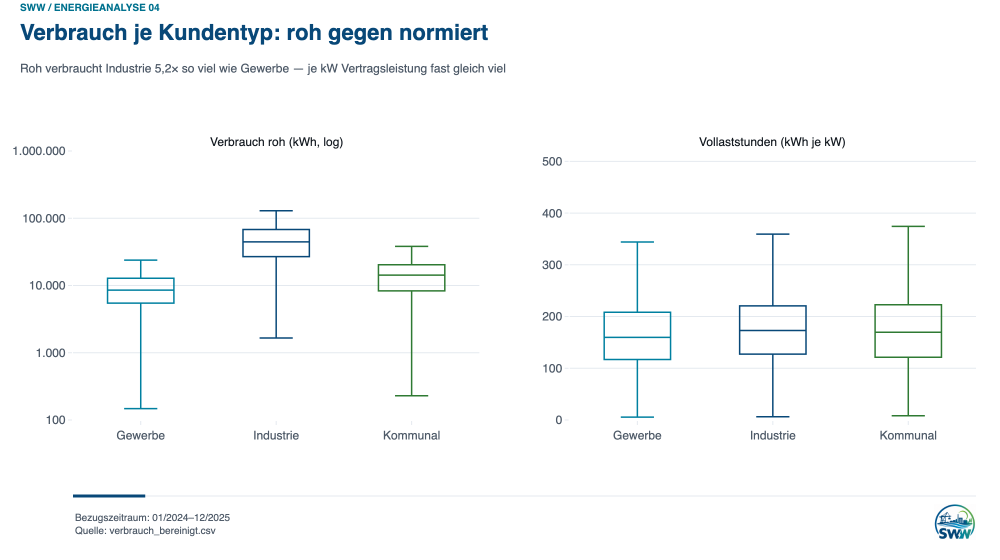 SWW / ENERGIEANALYSE 04
Verbrauch je Kundentyp: roh gegen normiert
Roh verbraucht Industrie 5,2× so viel wie Gewerbe — je kW Vertragsleistung fast gleich viel
Verbrauch roh (kWh, log)
1.000.000
100.000
10.000
1.000
100
Gewerbe Industrie Kommunal
Vollaststunden (kWh je kW)
500
400
300
200
100
0
Gewerbe Industrie Kommunal
Bezugszeitraum: 01/2024–12/2025
Quelle: verbrauch_bereinigt.csv
SWW